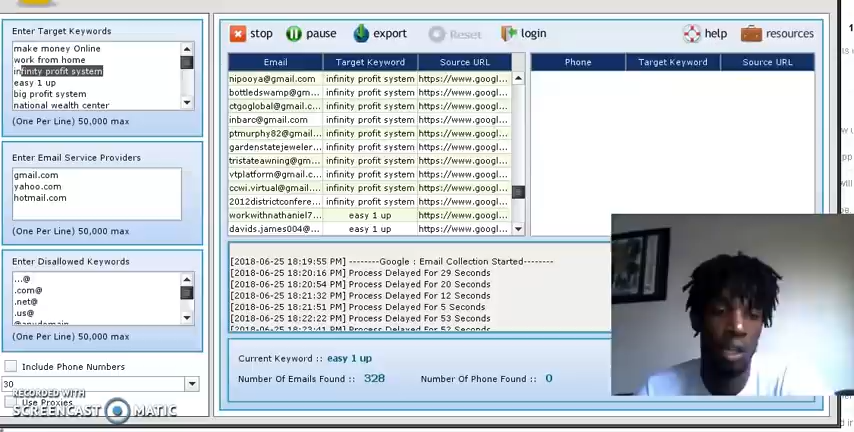 stop pause export Reset login help resources
Enter Target Keywords
make money Online
work from home
infinity profit system
easy 1 up
big profit system
national wealth center
(One Per Line) 50,000 max
Enter Email Service Providers
gmail.com
yahoo.com
hotmail.com
(One Per Line) 50,000 max
Enter Disallowed Keywords
...@
.com@
.net@
.us@
(One Per Line) 50,000 max
Include Phone Numbers
30
Use Proxies
RECORDED WITH
SCREENCAST MATIC
Email Target Keyword Source URL
nipooya@gmail.com infinity profit system https://www.googl...
bottledswamp@gm... infinity profit system https://www.googl...
ctgoglobal@gmail.c... infinity profit system https://www.googl...
inbarc@gmail.com infinity profit system https://www.googl...
ptmurphy82@gmail... infinity profit system https://www.googl...
gardenstatejeweler... infinity profit system https://www.googl...
tristateawning@gm... infinity profit system https://www.googl...
vtplatform@gmail.c... infinity profit system https://www.googl...
ccwi.virtual@gmail.... infinity profit system https://www.googl...
2012districtconfere... infinity profit system https://www.googl...
workwithnathaniel7... easy 1 up https://www.googl...
davids.james004@... easy 1 up https://www.googl...
Phone Target Keyword Source URL
[2018-06-25 18:19:55 PM] --------Google : Email Collection Started--------
[2018-06-25 18:20:16 PM] Process Delayed For 29 Seconds
[2018-06-25 18:20:54 PM] Process Delayed For 20 Seconds
[2018-06-25 18:21:32 PM] Process Delayed For 12 Seconds
[2018-06-25 18:21:51 PM] Process Delayed For 5 Seconds
[2018-06-25 18:22:22 PM] Process Delayed For 53 Seconds
[2018-06-25 18:23:41 PM] Process Delayed For 52 Seconds
Current Keyword :: easy 1 up
Number Of Emails Found :: 328 Number Of Phone Found :: 0